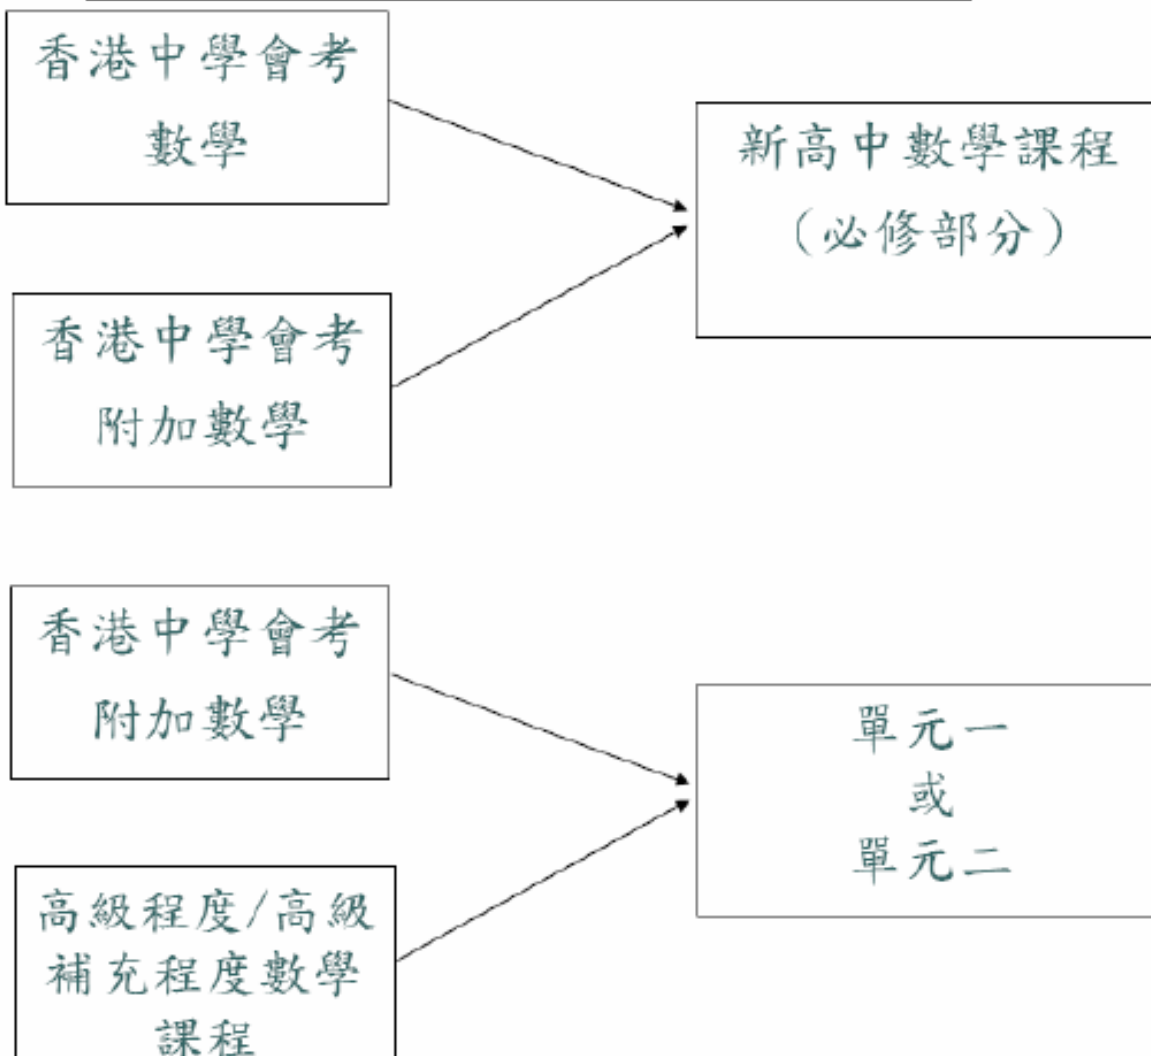 香港中學會考
數學
新高中數學課程
（必修部分）
香港中學會考
附加數學
香港中學會考
附加數學
單元一
或
單元二
高級程度/高級
補充程度數學
課程